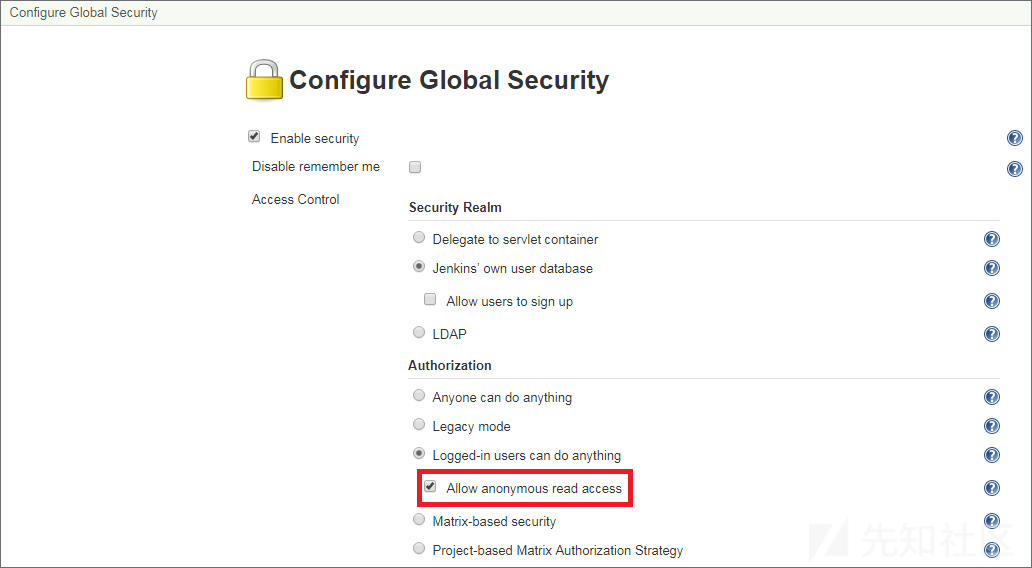 Configure Global Security
Configure Global Security
Enable security
Disable remember me
Access Control
Security Realm
Delegate to servlet container
Jenkins' own user database
Allow users to sign up
LDAP
Authorization
Anyone can do anything
Legacy mode
Logged-in users can do anything
Allow anonymous read access
Matrix-based security
Project-based Matrix Authorization Strategy
先知社区